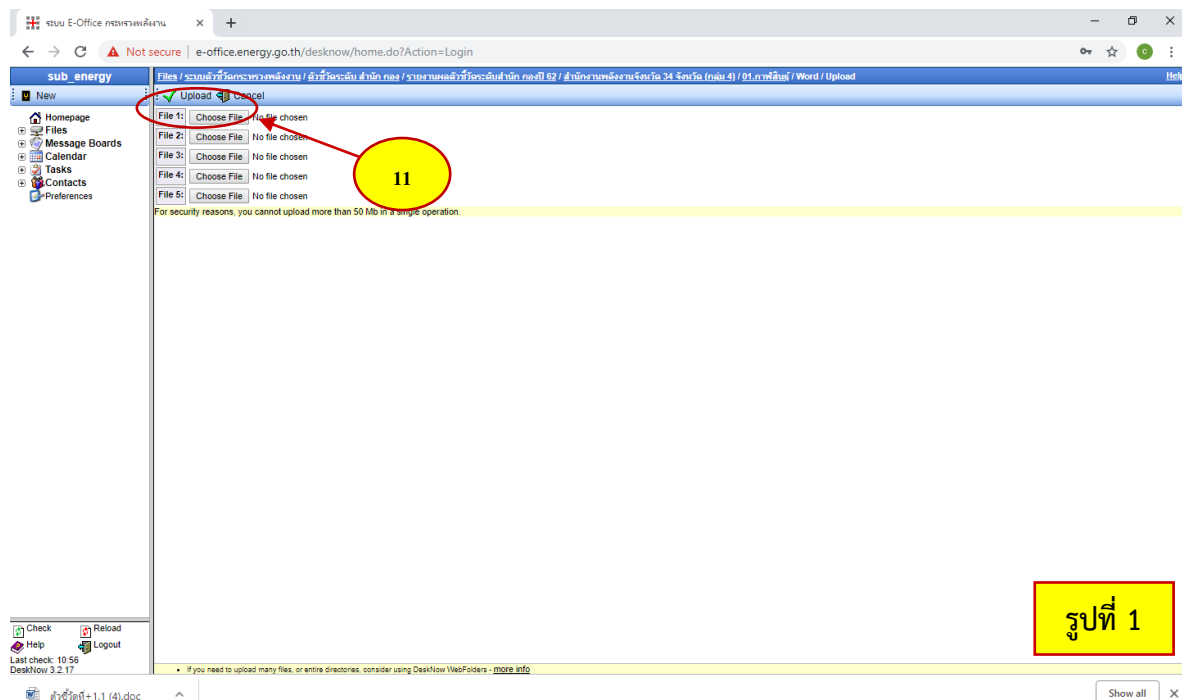 ระบบ E-Office กระทรวงพลังงาน
Not secure | e-office.energy.go.th/desknow/home.do?Action=Login
c
sub_energy
Files / ระบบตัวชี้วัดกระทรวงพลังงาน / ตัวชี้วัดระดับ สำนัก กอง / รายงานผลตัวชี้วัดระดับสำนัก กองปี 62 / สำนักงานพลังงานจังหวัด 34 จังหวัด (กลุ่ม 4) / 01.กาฬสินธุ์ / Word / Upload
Help
New
Upload Cancel
Homepage
Files
Message Boards
Calendar
Tasks
Contacts
Preferences
File 1: Choose File No file chosen
File 2: Choose File No file chosen
File 3: Choose File No file chosen
File 4: Choose File No file chosen
File 5: Choose File No file chosen
For security reasons, you cannot upload more than 50 Mb in a single operation.
11
รูปที่ 1
Check Reload
Help Logout
Last check: 10:56
DeskNow 3.2.17
If you need to upload many files, or entire directories, consider using DeskNow WebFolders - more info
ตัวชี้วัดที่+1.1 (4).doc
Show all